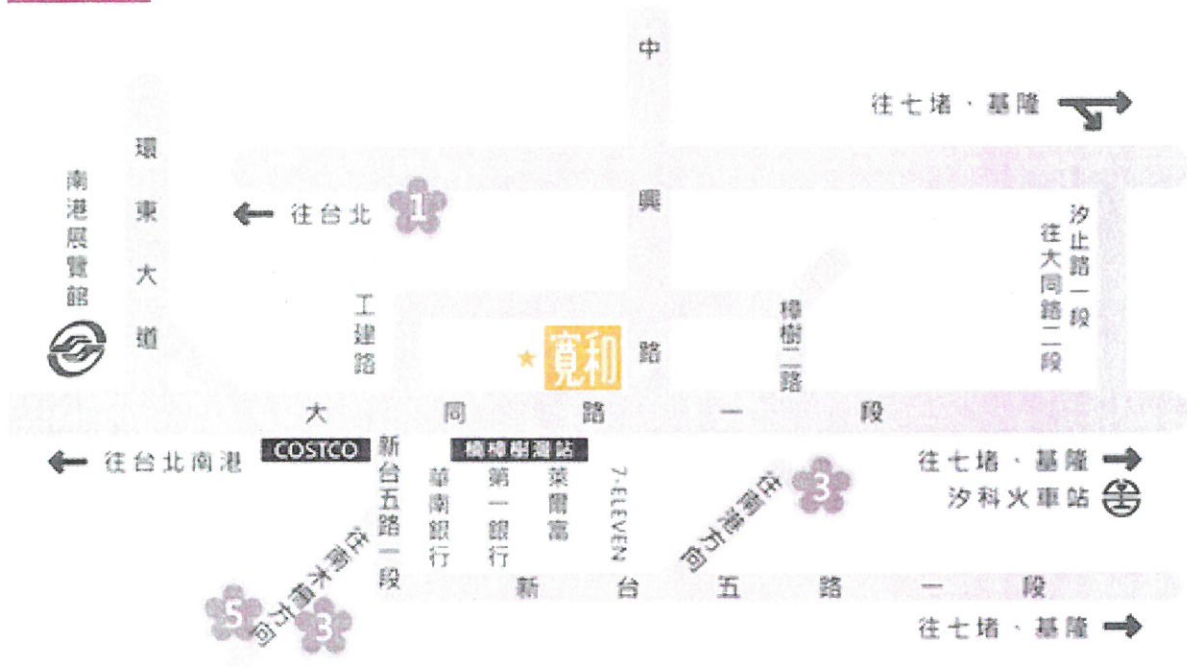 中興路
往七堵、基隆
環東大道
南港展覽館
1
往台北
汐止路一段
往大同路二段
工建路
寬和
樟樹二路
大同路一段
COSTCO
橫樟樹灣站
往台北南港
新台五路一段
華南銀行
第一銀行
萊爾富
7-ELEVEN
往南港方向
3
往七堵、基隆
汐科火車站
往南木柵方向
5
3
新台五路一段
往七堵、基隆